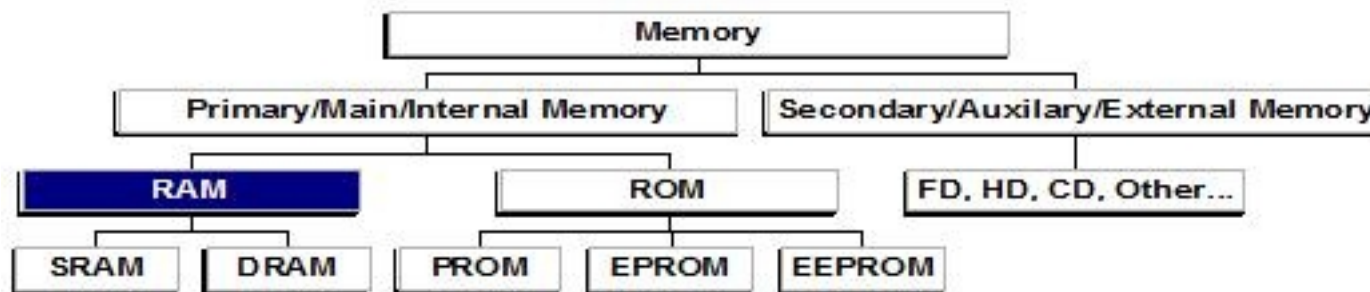 Memory
Primary/Main/Internal Memory
Secondary/Auxilary/External Memory
RAM
ROM
FD, HD, CD, Other...
SRAM
DRAM
PROM
EPROM
EEPROM